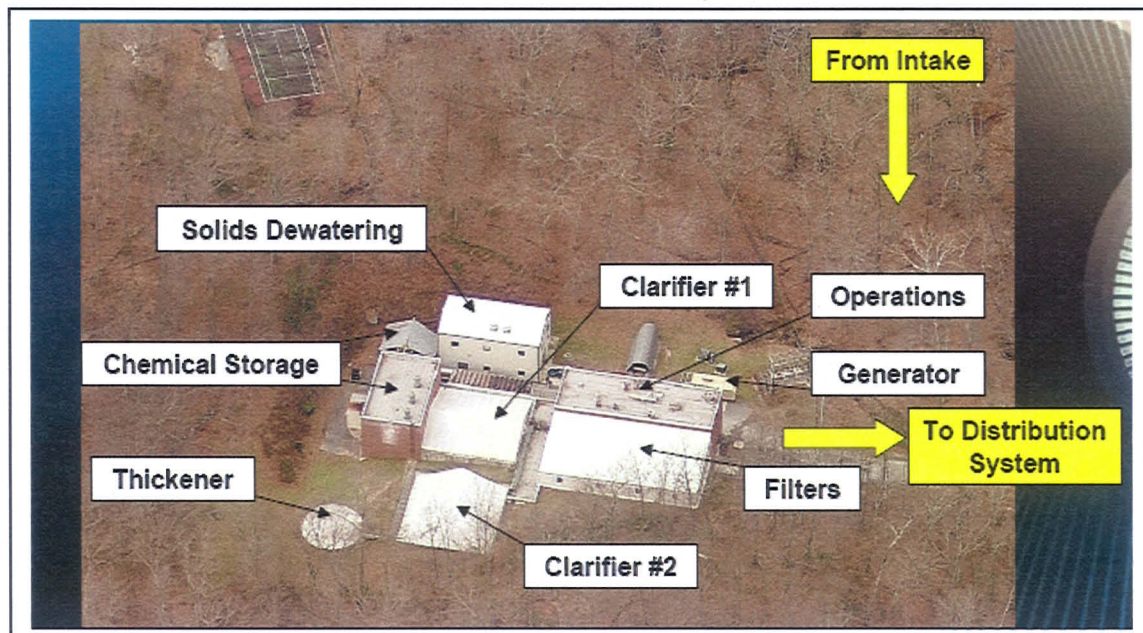 From Intake
Solids Dewatering
Clarifier #1
Operations
Chemical Storage
Generator
To Distribution
System
Thickener
Filters
Clarifier #2